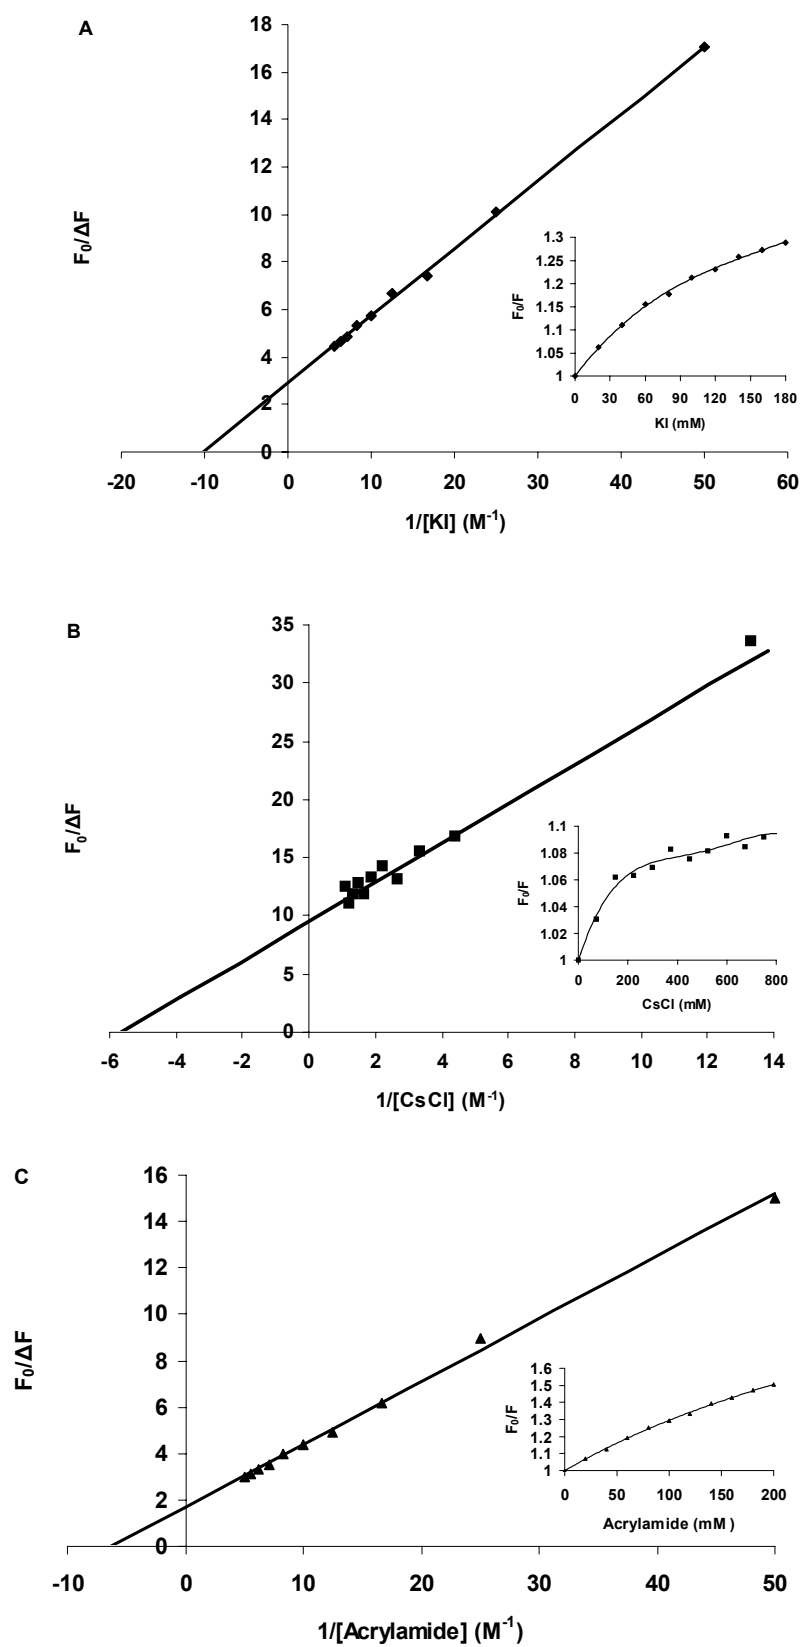 A
18
16
14
12
10
8
6
4
2
0
F0/ΔF
-20 -10 0 10 20 30 40 50 60
1/[KI] (M-1)
1.3
1.25
1.2
1.15
1.1
1.05
1
F0/F
0 30 60 90 120 150 180
KI (mM)
B
35
30
25
20
15
10
5
0
F0/ΔF
-6 -4 -2 0 2 4 6 8 10 12 14
1/[CsCl] (M-1)
1.1
1.08
1.06
1.04
1.02
1
F0/F
0 200 400 600 800
CsCl (mM)
C
16
14
12
10
8
6
4
2
0
F0/ΔF
-10 0 10 20 30 40 50
1/[Acrylamide] (M-1)
1.6
1.5
1.4
1.3
1.2
1.1
1
F0/F
0 50 100 150 200
Acrylamide (mM )